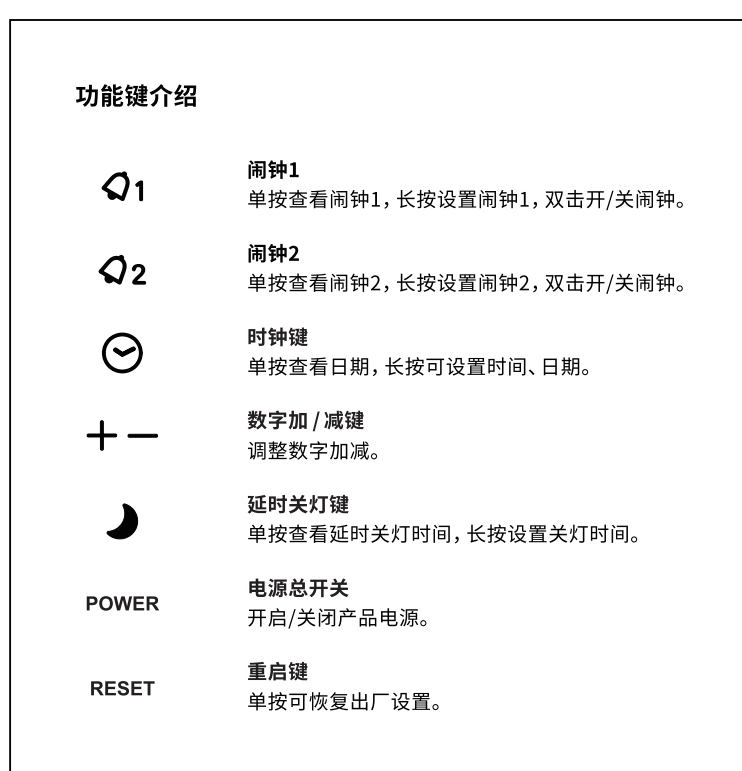 功能键介绍
1
闹钟1
单按查看闹钟1，长按设置闹钟1，双击开/关闹钟。
2
闹钟2
单按查看闹钟2，长按设置闹钟2，双击开/关闹钟。
时钟键
单按查看日期，长按可设置时间、日期。
+ −
数字加 / 减键
调整数字加减。
延时关灯键
单按查看延时关灯时间，长按设置关灯时间。
POWER
电源总开关
开启/关闭产品电源。
RESET
重启键
单按可恢复出厂设置。